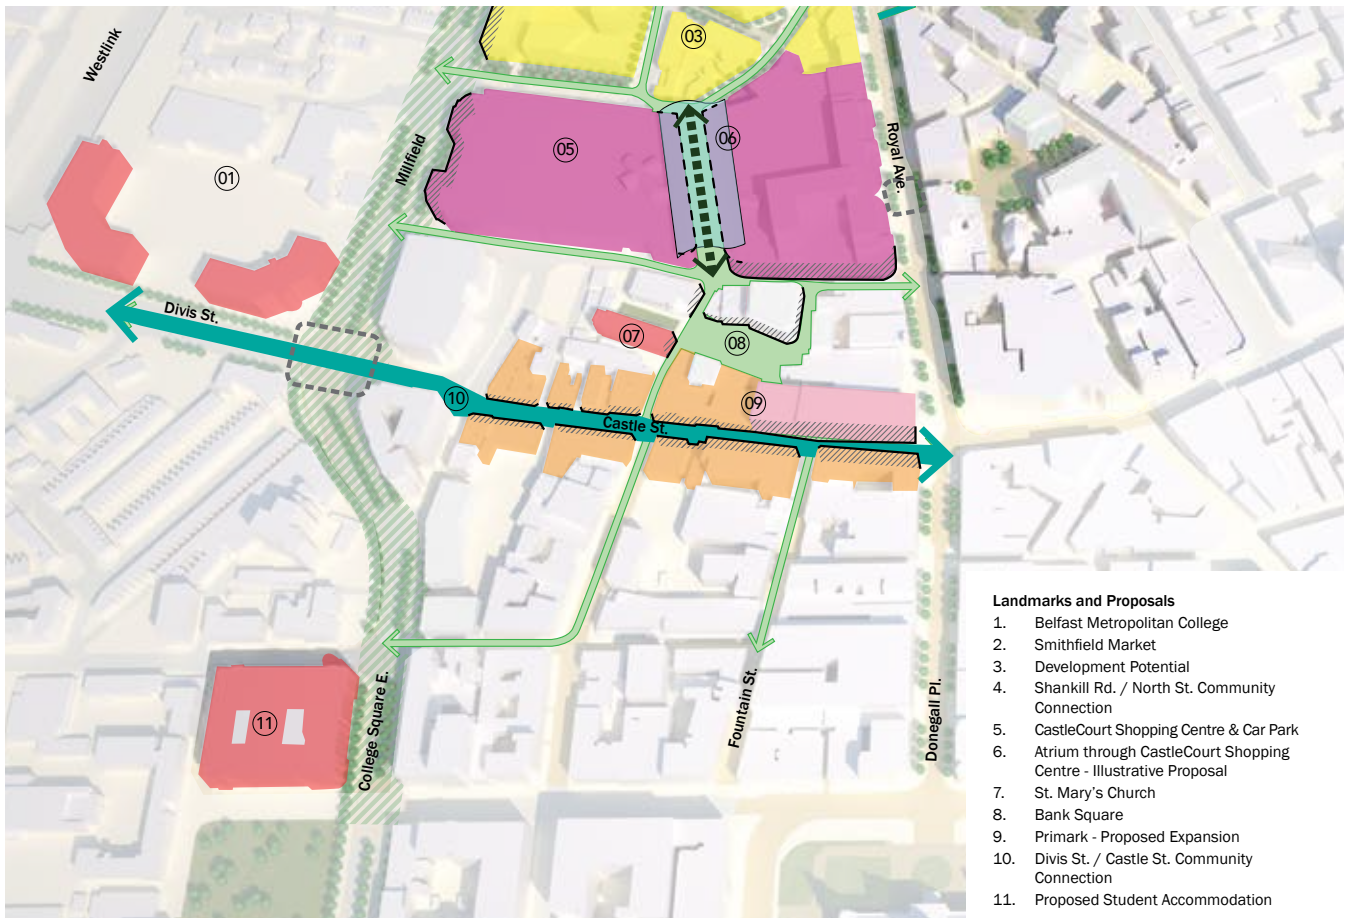 Westlink
03
Millfield
05
06
Royal Ave.
01
Divis St.
07
08
10
09
Castle St.
11
College Square E.
Fountain St.
Donegall Pl.
Landmarks and Proposals
1. Belfast Metropolitan College
2. Smithfield Market
3. Development Potential
4. Shankill Rd. / North St. Community
Connection
5. CastleCourt Shopping Centre & Car Park
6. Atrium through CastleCourt Shopping
Centre - Illustrative Proposal
7. St. Mary's Church
8. Bank Square
9. Primark - Proposed Expansion
10. Divis St. / Castle St. Community
Connection
11. Proposed Student Accommodation